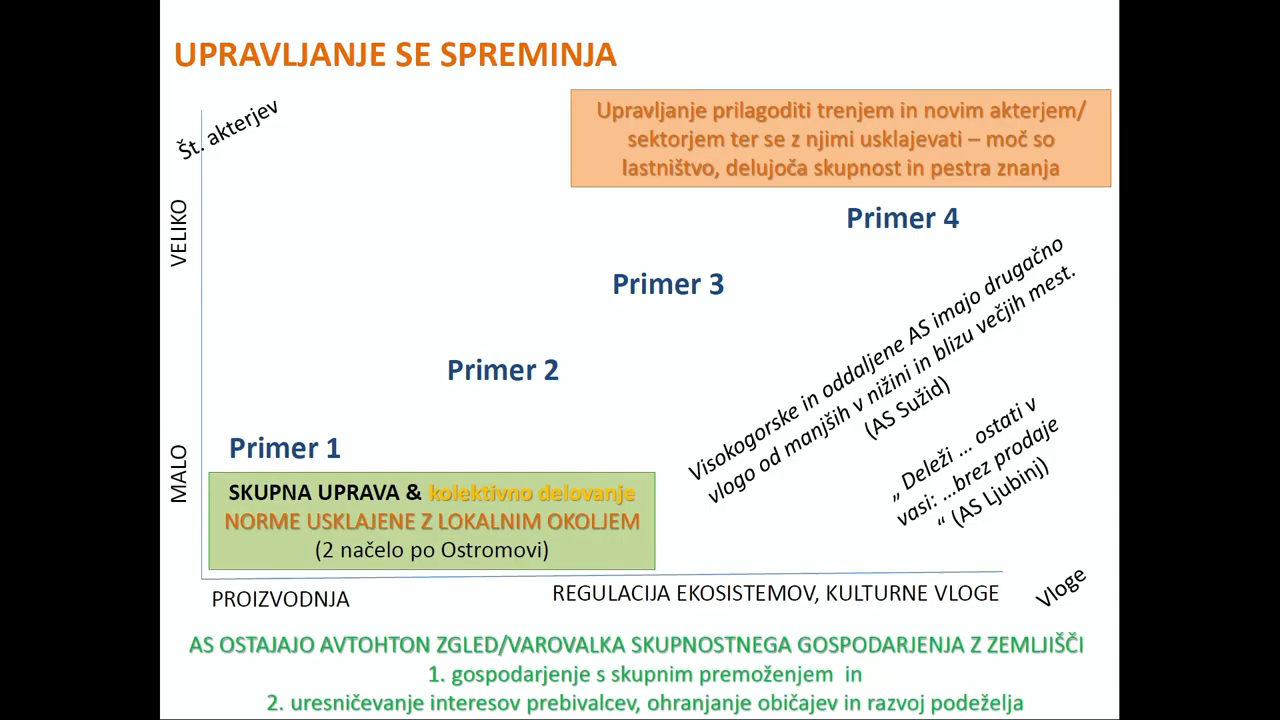 UPRAVLJANJE SE SPREMINJA
Št. akterjev
Upravljanje prilagoditi trenjem in novim akterjem/
sektorjem ter se z njimi usklajevati – moč so
lastništvo, delujoča skupnost in pestra znanja
VELIKO
Primer 4
Primer 3
Primer 2
Primer 1
Visokogorske in oddaljene AS imajo drugačno
vlogo od manjših v nižini in blizu večjih mest.
(AS Sužid)
„ Deleži ... ostati v
vasi: ...brez prodaje
“ (AS Ljubinj)
MALO
SKUPNA UPRAVA & kolektivno delovanje
NORME USKLAJENE Z LOKALNIM OKOLJEM
(2 načelo po Ostromovi)
PROIZVODNJA
REGULACIJA EKOSISTEMOV, KULTURNE VLOGE
Vloge
AS OSTAJAJO AVTOHTON ZGLED/VAROVALKA SKUPNOSTNEGA GOSPODARJENJA Z ZEMLJIŠČI
1. gospodarjenje s skupnim premoženjem in
2. uresničevanje interesov prebivalcev, ohranjanje običajev in razvoj podeželja